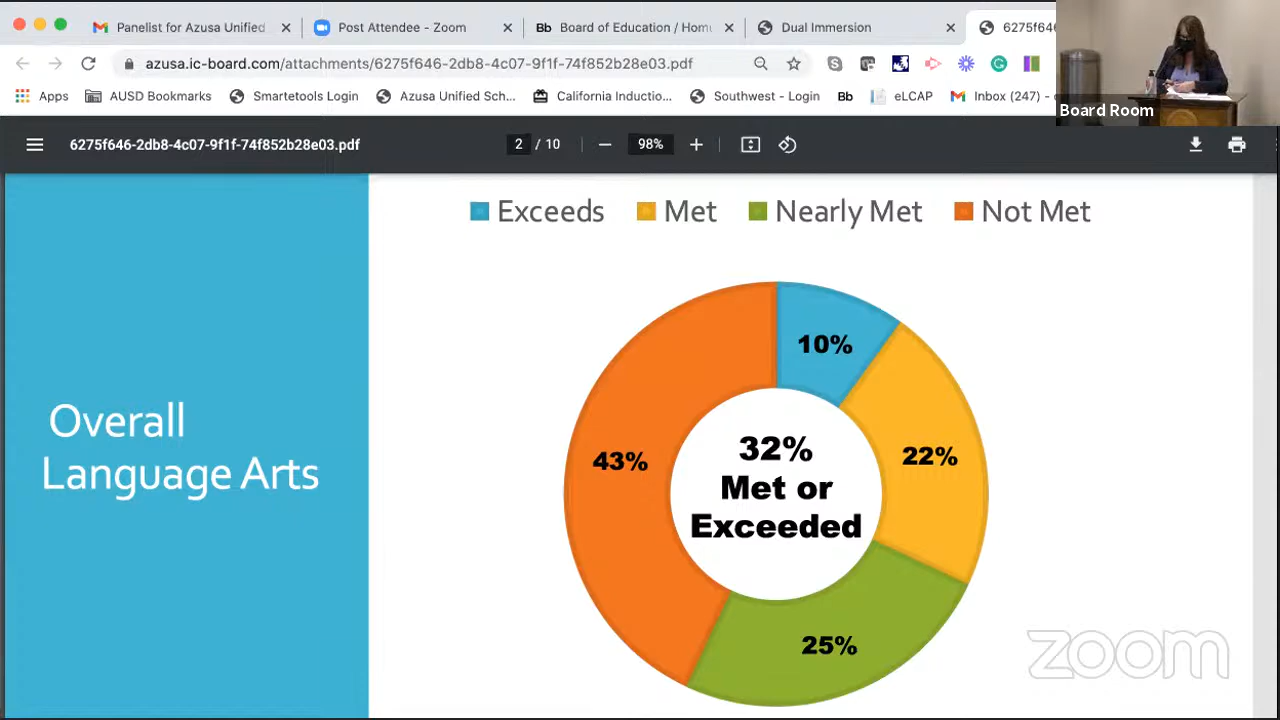 Panelist for Azusa Unified
Post Attendee - Zoom
Bb Board of Education / Hom
Dual Immersion
6275f646
azusa.ic-board.com/attachments/6275f646-2db8-4c07-9f1f-74f852b28e03.pdf
Apps
AUSD Bookmarks
Smartetools Login
Azusa Unified Sch...
California Inductio...
Southwest - Login
Bb
eLCAP
Inbox (247) -
Board Room
6275f646-2db8-4c07-9f1f-74f852b28e03.pdf
2 / 10
98%
Exceeds
Met
Nearly Met
Not Met
Overall
Language Arts
10%
22%
25%
43%
32%
Met or
Exceeded
zoom